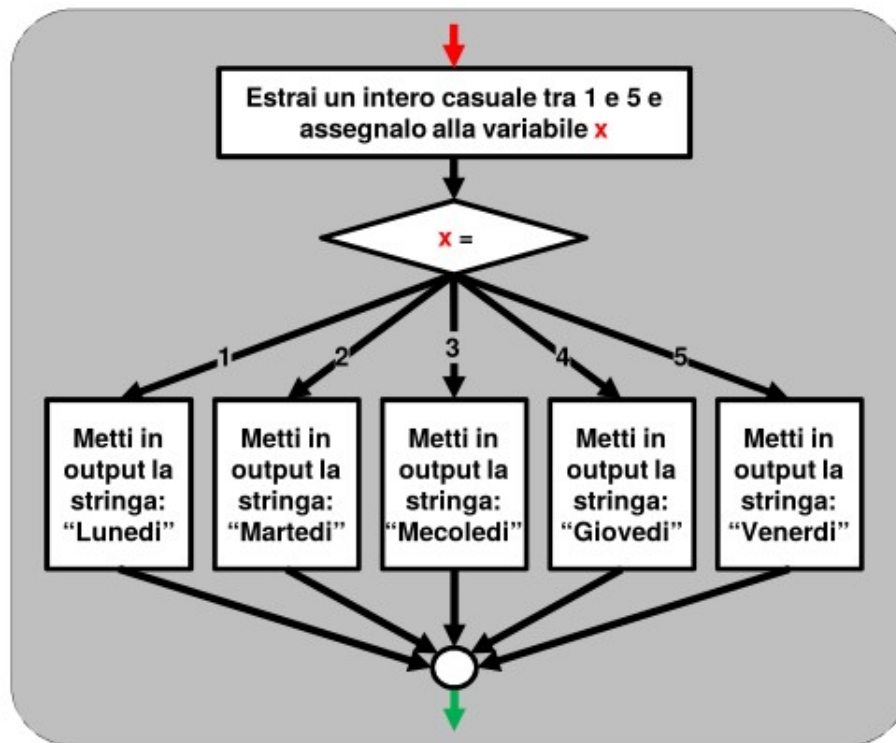 Estrai un intero casuale tra 1 e 5 e
assegnalo alla variabile x
x =
1
2
3
4
5
Metti in
output la
stringa:
“Lunedi”
Metti in
output la
stringa:
“Martedi”
Metti in
output la
stringa:
“Mecoledi”
Metti in
output la
stringa:
“Giovedi”
Metti in
output la
stringa:
“Venerdi”